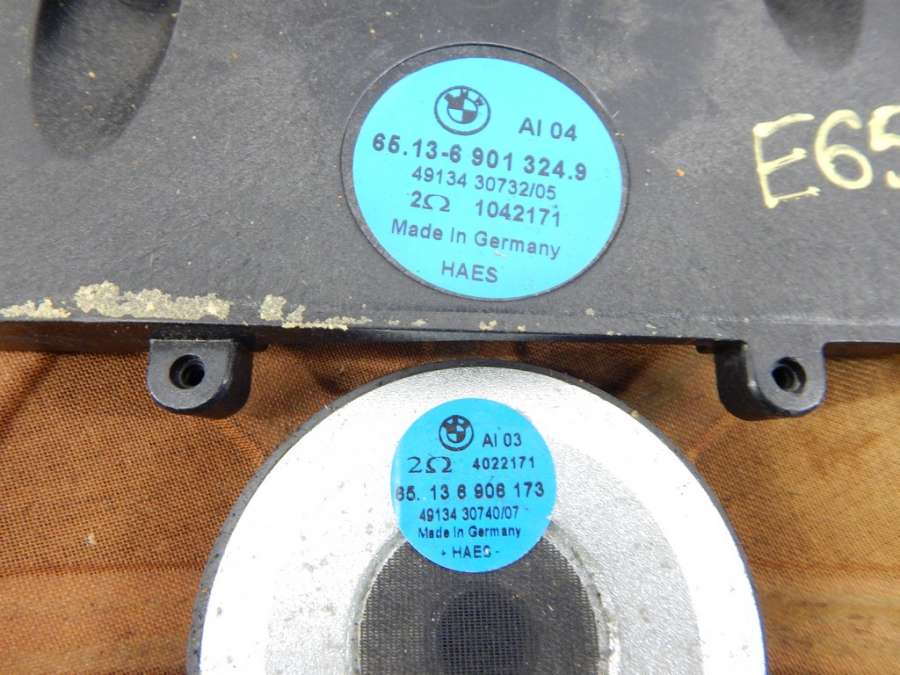 AI 04
65.13-6 901 324.9
49134 30732/05
2Ω 1042171
Made In Germany
HAES
E65
AI 03
2Ω 4022171
65. 13 6 906 173
49134 30740/07
Made In Germany
HAES